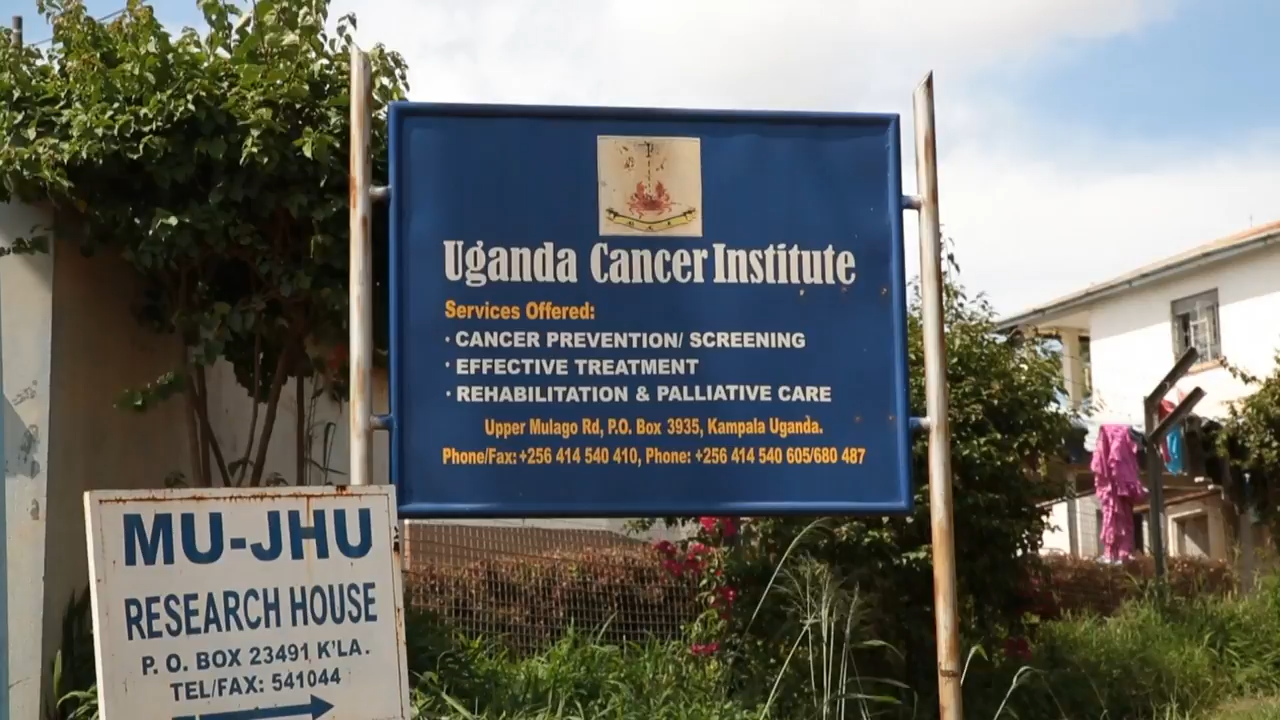 Uganda Cancer Institute
Services Offered:
· CANCER PREVENTION/ SCREENING
· EFFECTIVE TREATMENT
· REHABILITATION & PALLIATIVE CARE
Upper Mulago Rd, P.O. Box 3935, Kampala Uganda.
Phone/Fax: +256 414 540 410, Phone: +256 414 540 605/680 487
MU-JHU
RESEARCH HOUSE
P. O. BOX 23491 K'LA.
TEL/FAX: 541044